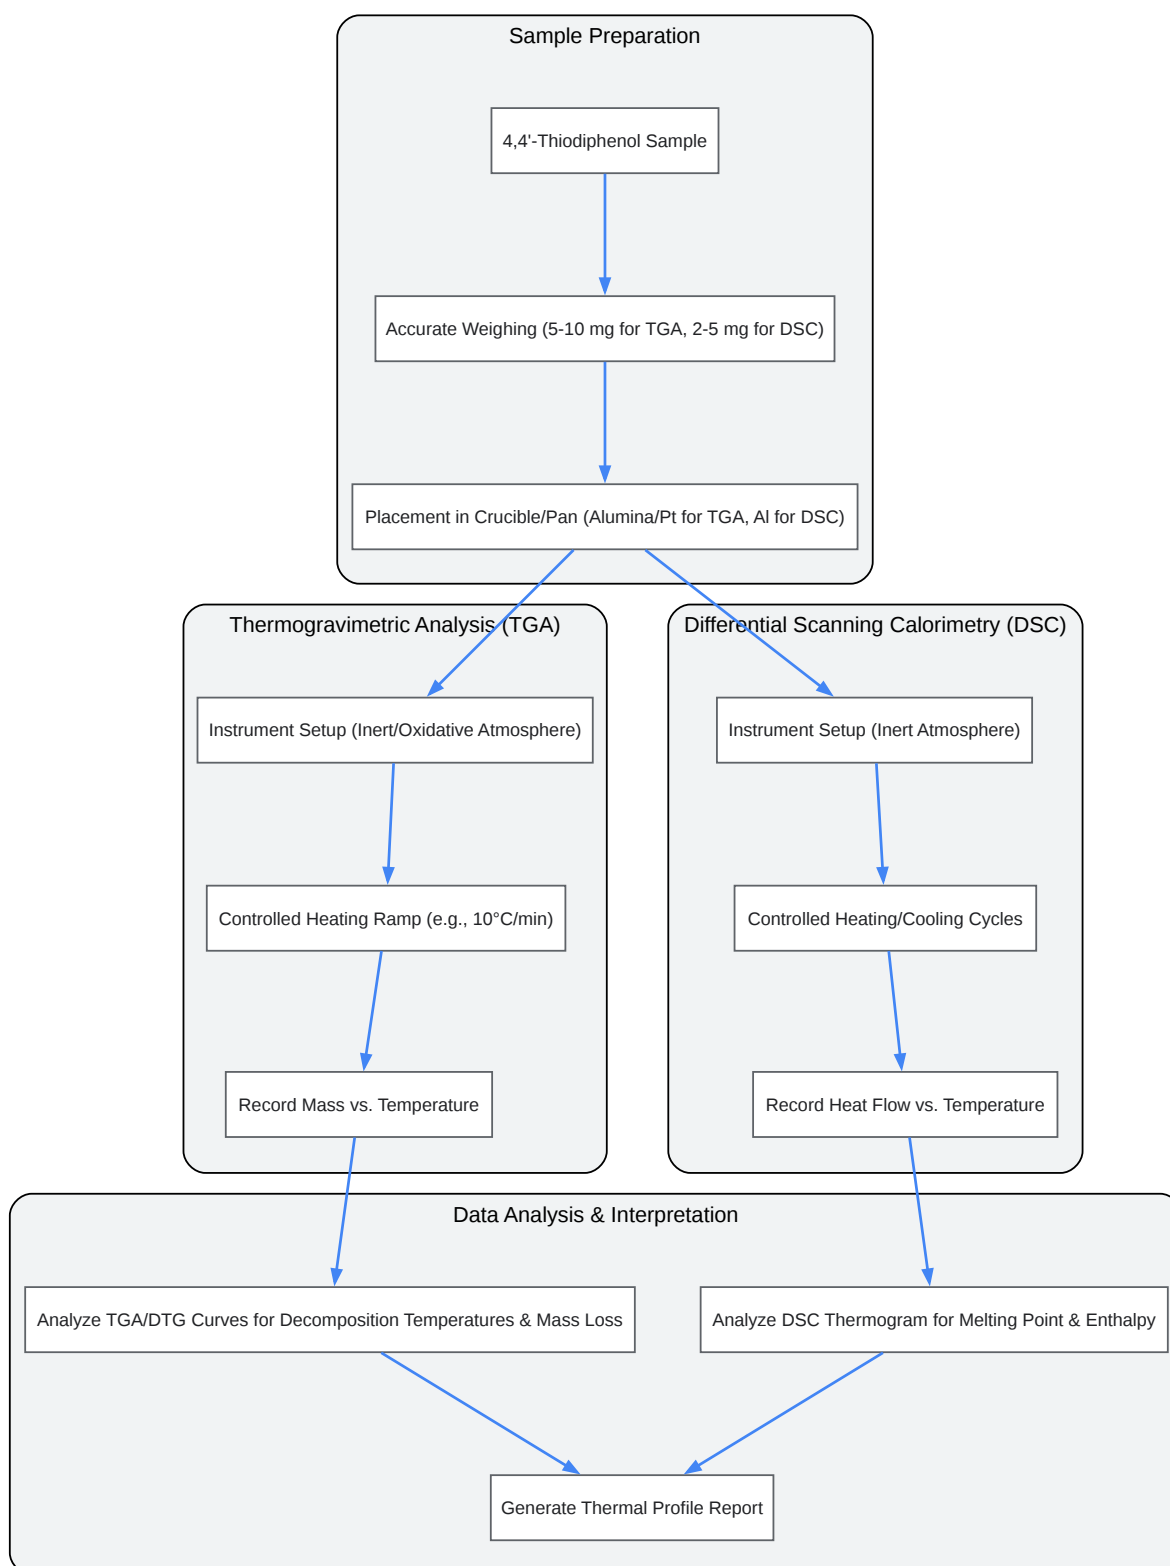 Sample Preparation
4,4'-Thiodiphenol Sample
Accurate Weighing (5-10 mg for TGA, 2-5 mg for DSC)
Placement in Crucible/Pan (Alumina/Pt for TGA, Al for DSC)
Thermogravimetric Analysis (TGA)
Differential Scanning Calorimetry (DSC)
Instrument Setup (Inert/Oxidative Atmosphere)
Instrument Setup (Inert Atmosphere)
Controlled Heating Ramp (e.g., 10°C/min)
Controlled Heating/Cooling Cycles
Record Mass vs. Temperature
Record Heat Flow vs. Temperature
Data Analysis & Interpretation
Analyze TGA/DTG Curves for Decomposition Temperatures & Mass Loss
Analyze DSC Thermogram for Melting Point & Enthalpy
Generate Thermal Profile Report